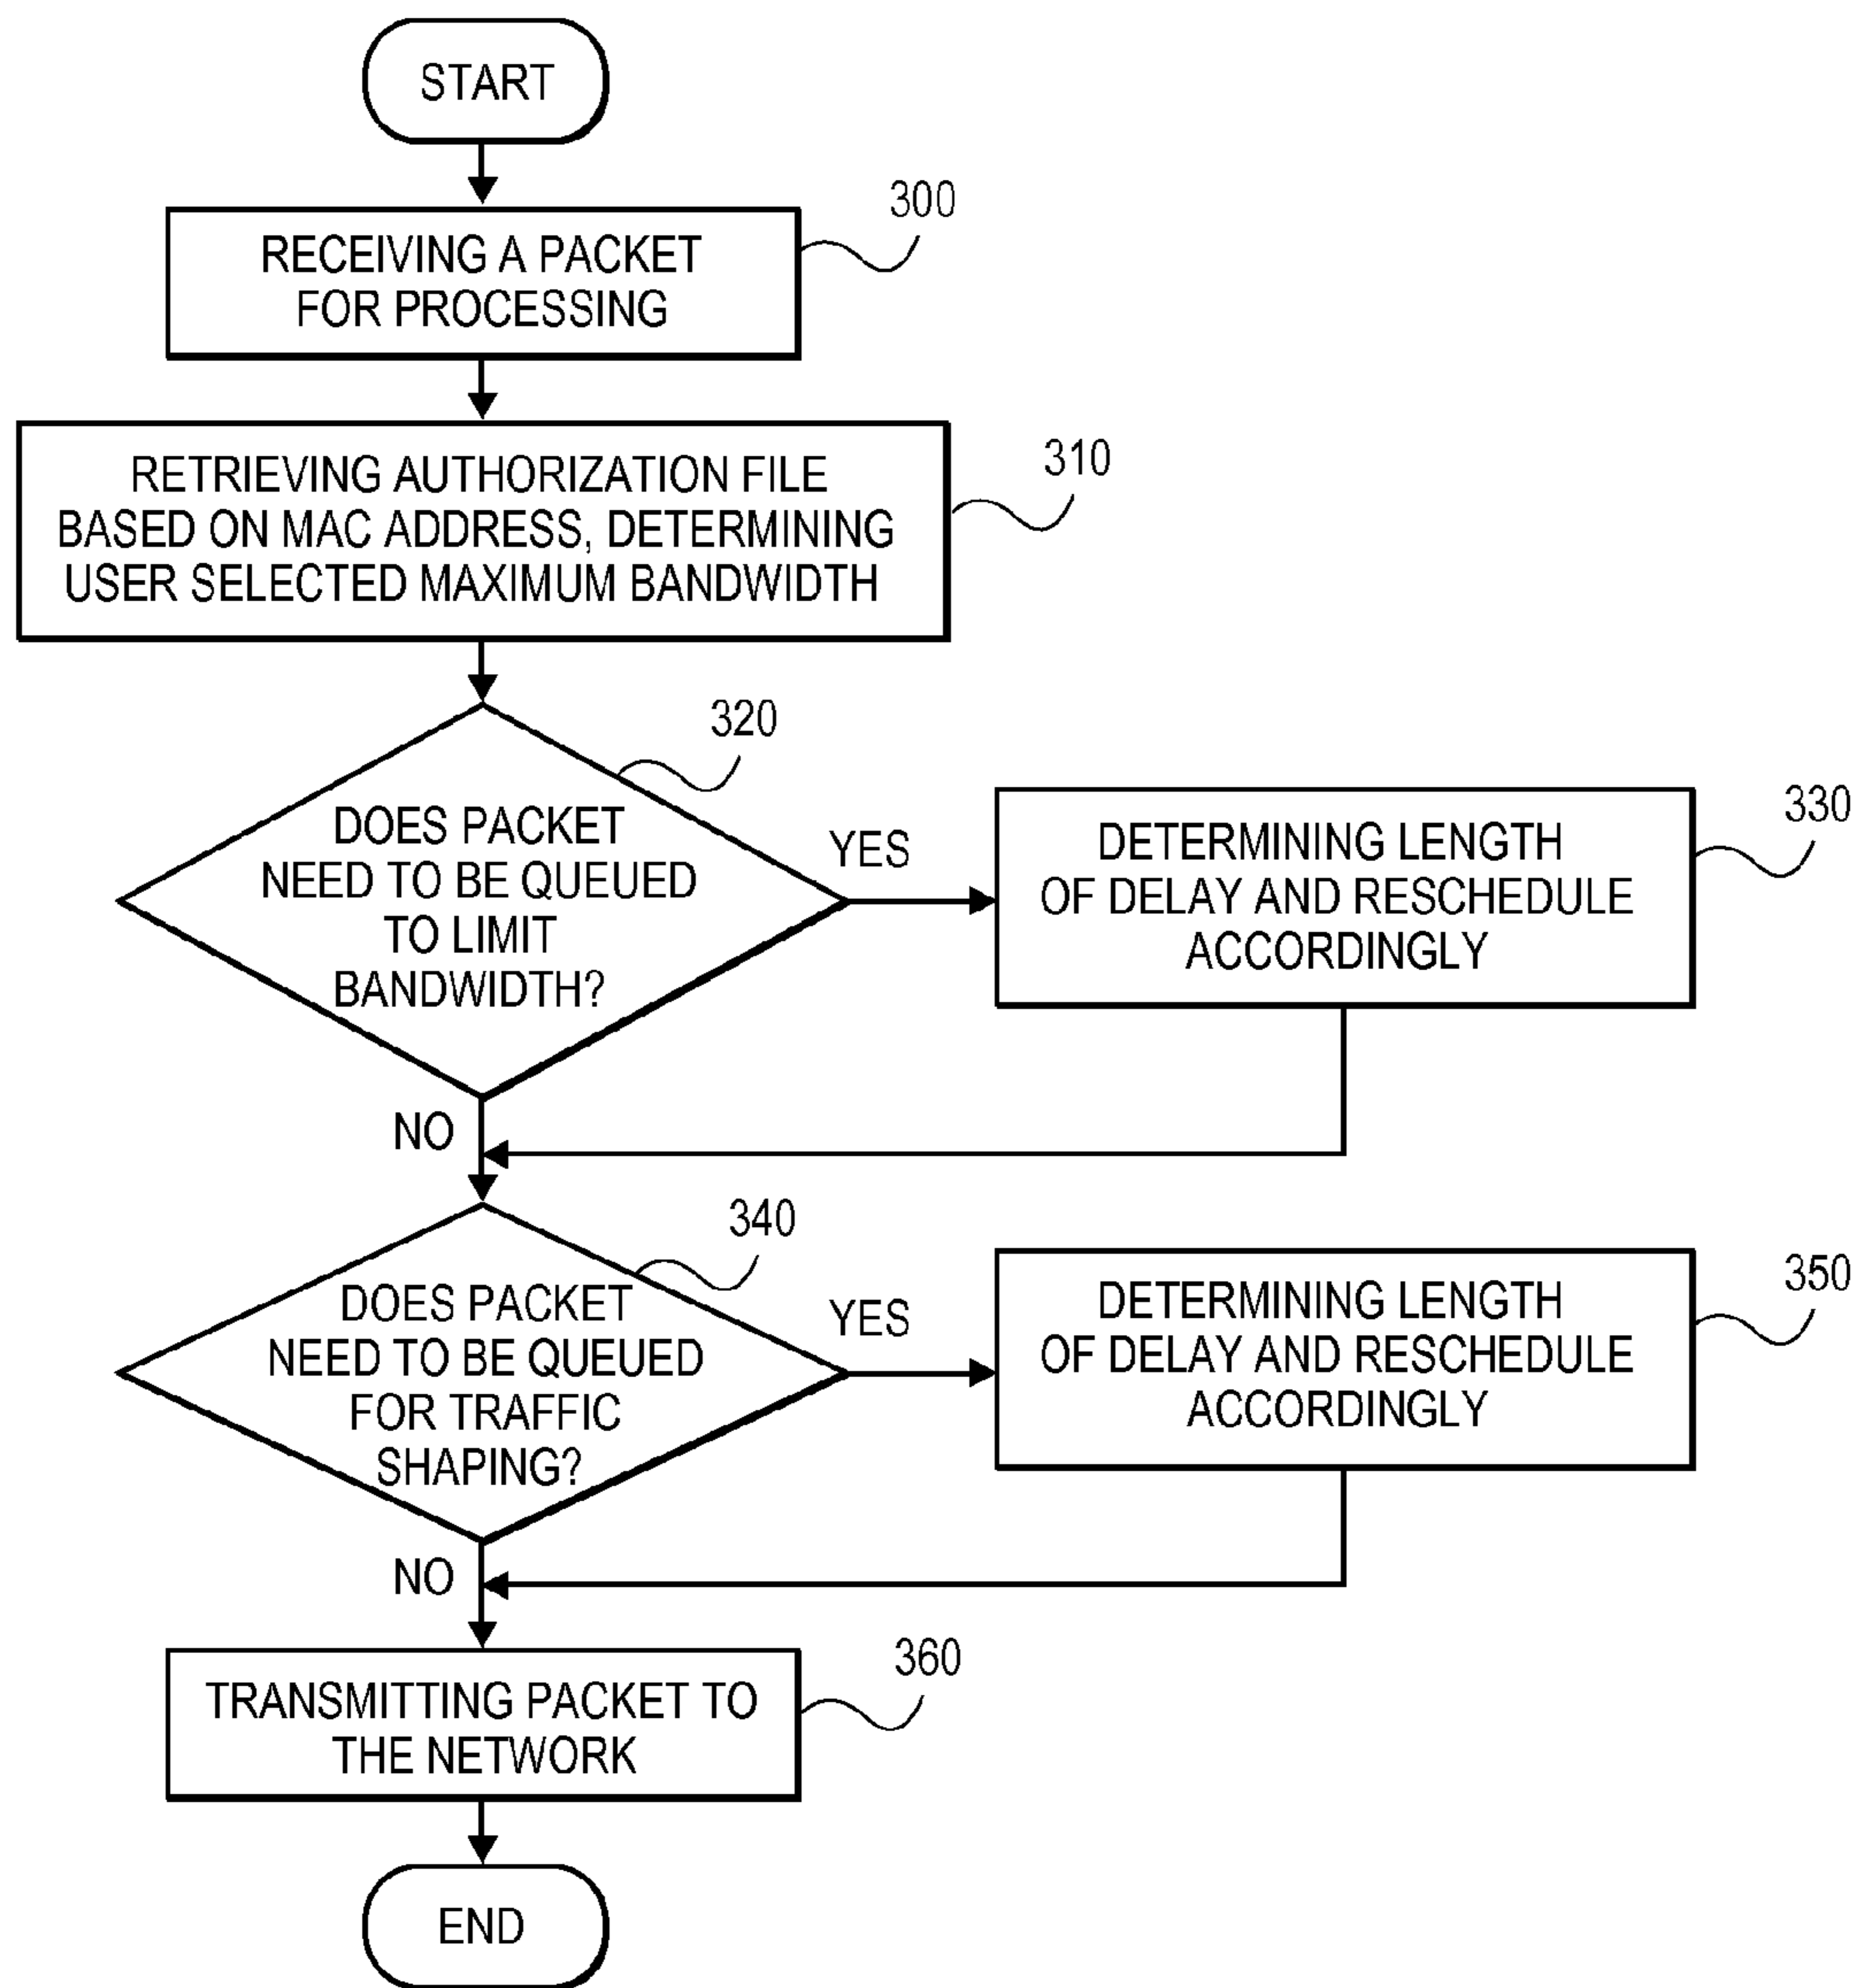 START
300
RECEIVING A PACKET
FOR PROCESSING
310
RETRIEVING AUTHORIZATION FILE
BASED ON MAC ADDRESS, DETERMINING
USER SELECTED MAXIMUM BANDWIDTH
320
DOES PACKET
NEED TO BE QUEUED
TO LIMIT
BANDWIDTH?
YES
330
DETERMINING LENGTH
OF DELAY AND RESCHEDULE
ACCORDINGLY
NO
340
DOES PACKET
NEED TO BE QUEUED
FOR TRAFFIC
SHAPING?
YES
350
DETERMINING LENGTH
OF DELAY AND RESCHEDULE
ACCORDINGLY
NO
360
TRANSMITTING PACKET TO
THE NETWORK
END